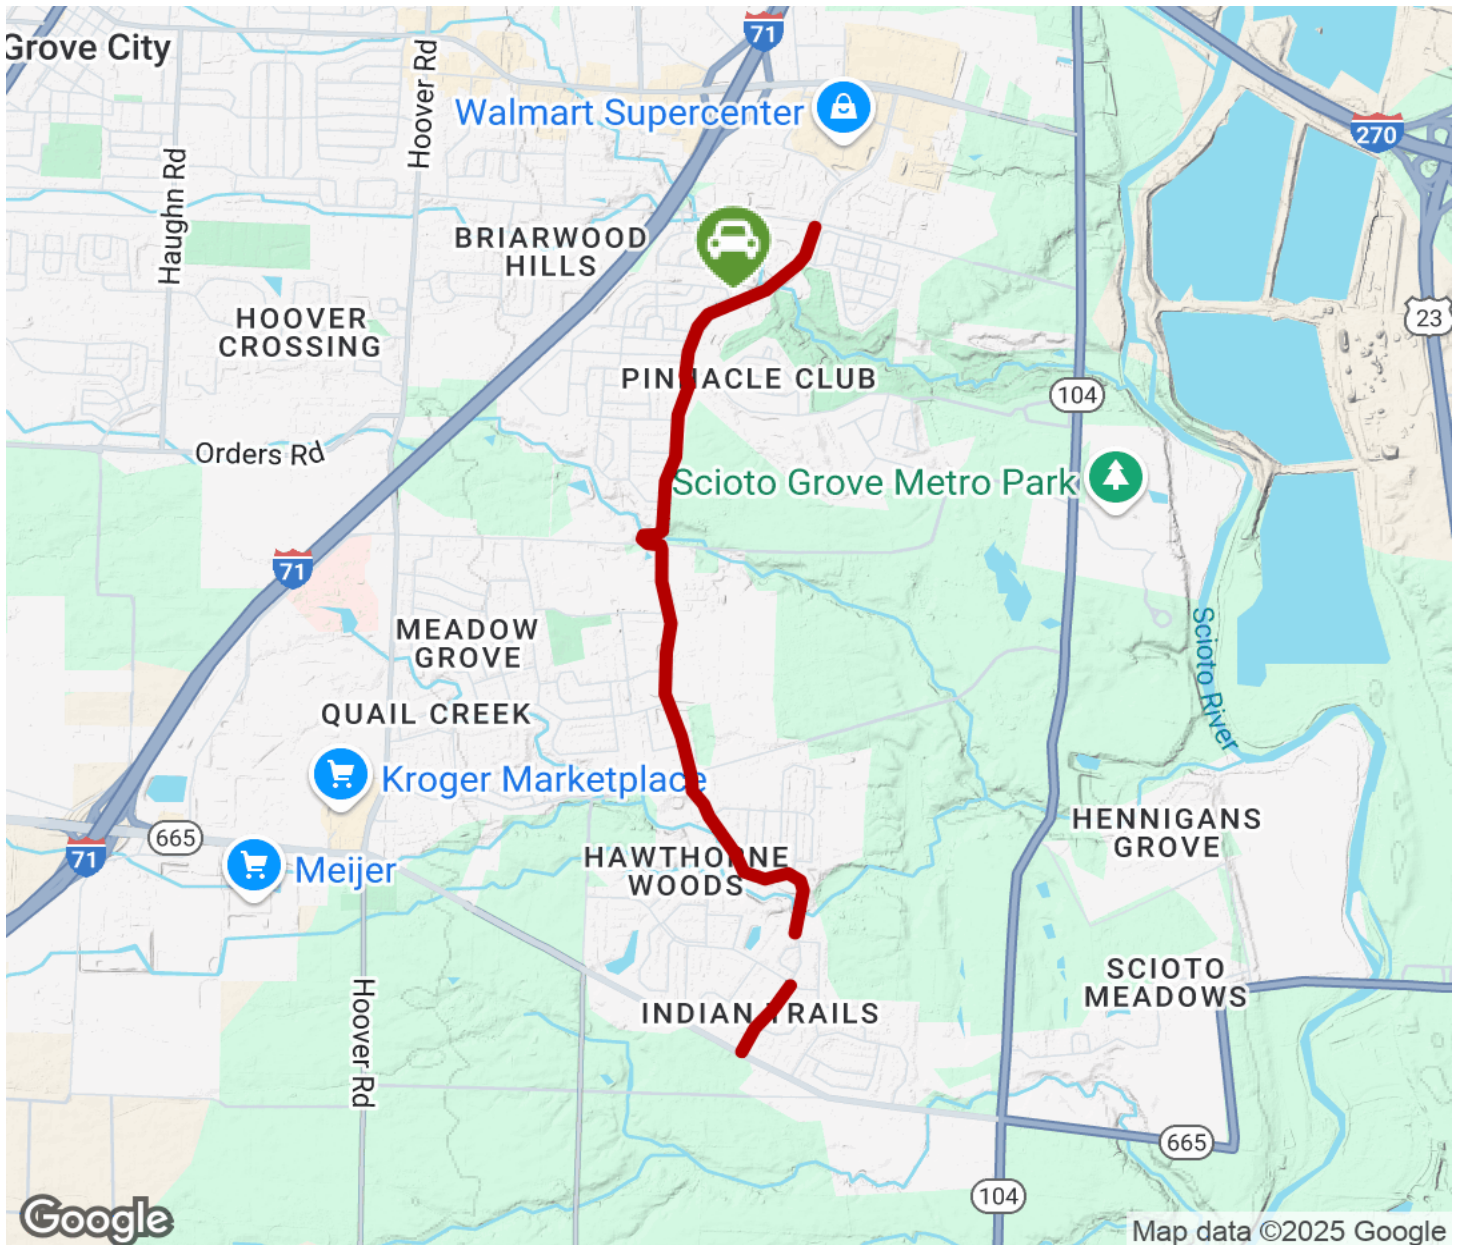 Grove City
Hoover Rd
71
Walmart Supercenter
270
Haughn Rd
BRIARWOOD
HILLS
HOOVER
CROSSING
23
PINNACLE CLUB
104
Orders Rd
Scioto Grove Metro Park
71
MEADOW
GROVE
Scioto River
QUAIL CREEK
Kroger Marketplace
665
71
Meijer
HENNIGANS
GROVE
HAWTHORNE
WOODS
SCIOTO
MEADOWS
Hoover Rd
INDIAN TRAILS
665
104
Google
Map data ©2025 Google